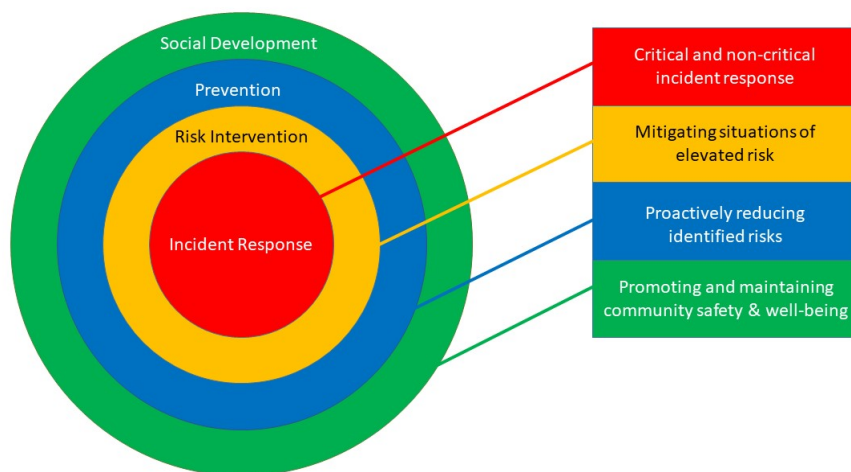 Social Development
Prevention
Risk Intervention
Incident Response
Critical and non-critical
incident response
Mitigating situations of
elevated risk
Proactively reducing
identified risks
Promoting and maintaining
community safety & well-being